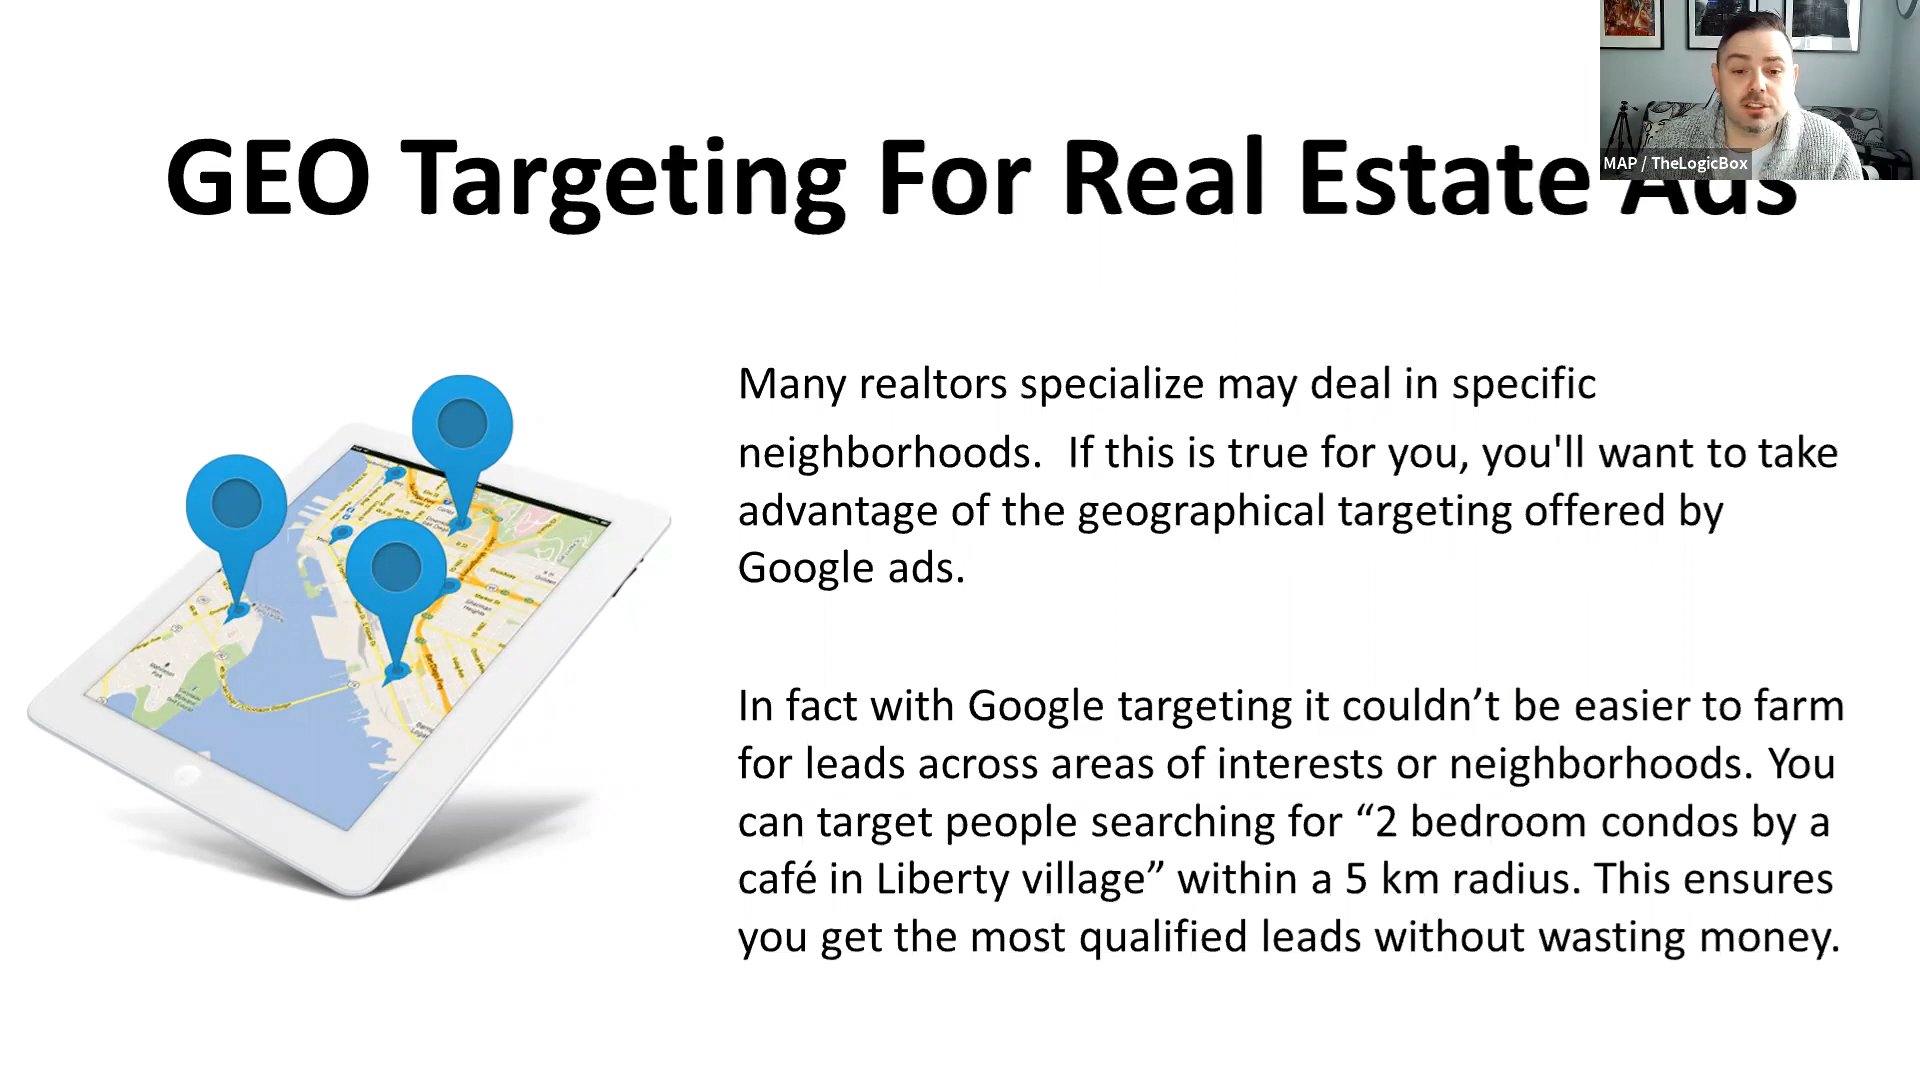 GEO Targeting For Real Estate Ads
MAP / TheLogicBox
Many realtors specialize may deal in specific
neighborhoods.  If this is true for you, you'll want to take
advantage of the geographical targeting offered by
Google ads.
In fact with Google targeting it couldn’t be easier to farm
for leads across areas of interests or neighborhoods. You
can target people searching for “2 bedroom condos by a
café in Liberty village” within a 5 km radius. This ensures
you get the most qualified leads without wasting money.